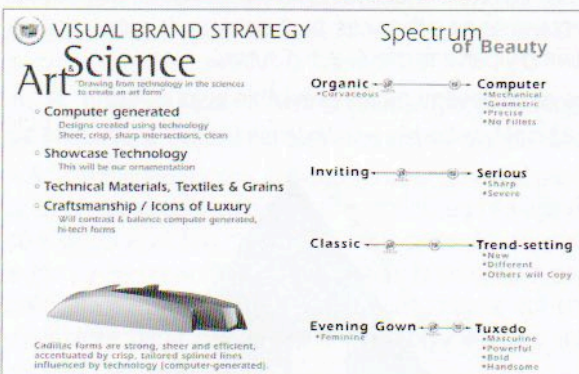 VISUAL BRAND STRATEGY
Art & Science
"Drawing from technology in the sciences
to create an art form"
Computer generated
Designs created using technology
Sheer, crisp, sharp intersections, clean
Showcase Technology
This will be our ornamentation
Technical Materials, Textiles & Grains
Craftsmanship / Icons of Luxury
Will contrast & balance computer generated,
hi-tech forms
Cadillac forms are strong, sheer and efficient,
accentuated by crisp, tailored splined lines
influenced by technology (computer-generated).
Spectrum
of Beauty
Organic
•Curvaceous
Computer
•Mechanical
•Geometric
•Precise
•No Fillets
Inviting
Serious
•Sharp
•Severe
Classic
Trend-setting
•New
•Different
•Others will Copy
Evening Gown
•Feminine
Tuxedo
•Masculine
•Powerful
•Bold
•Handsome